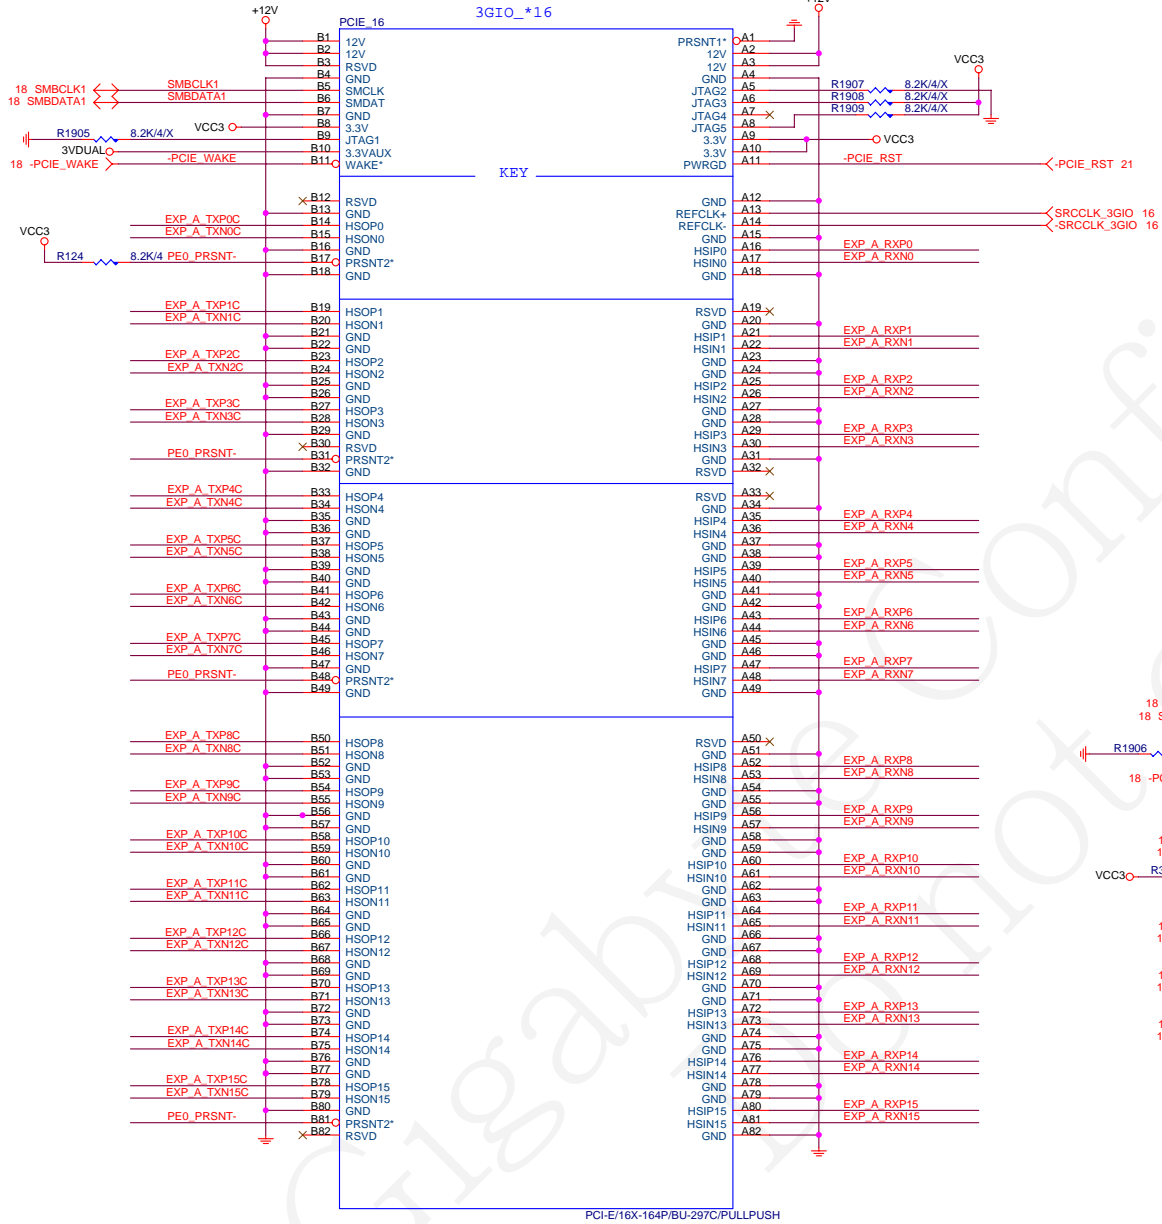 3GIO_*16
+12V
12V
PCIE_16
B1 12V PRSNT1* A1
B2 12V 12V A2
B3 RSVD 12V A3
B4 GND GND A4
VCC3
18 SMBCLK1 SMBCLK1 B5 SMCLK JTAG2 A5 R1907 8.2K/4/X
18 SMBDATA1 SMBDATA1 B6 SMDAT JTAG3 A6 R1908 8.2K/4/X
B7 GND JTAG4 A7 R1909 8.2K/4/X
VCC3 B8 3.3V JTAG5 A8
R1905 8.2K/4/X B9 JTAG1 3.3V A9 VCC3
3VDUAL B10 3.3VAUX 3.3V A10
18 -PCIE_WAKE -PCIE_WAKE B11 WAKE* PWRGD A11 -PCIE_RST -PCIE_RST 21
KEY
B12 RSVD GND A12
B13 GND REFCLK+ A13 SRCCLK_3GIO 16
EXP_A_TXP0C B14 HSOP0 REFCLK- A14 -SRCCLK_3GIO 16
EXP_A_TXN0C B15 HSON0 GND A15
VCC3
B16 GND HSIP0 A16 EXP_A_RXP0
R124 8.2K/4 PE0_PRSNT- B17 PRSNT2* HSIN0 A17 EXP_A_RXN0
B18 GND GND A18
EXP_A_TXP1C B19 HSOP1 RSVD A19
EXP_A_TXN1C B20 HSON1 GND A20
B21 GND HSIP1 A21 EXP_A_RXP1
B22 GND HSIN1 A22 EXP_A_RXN1
EXP_A_TXP2C B23 HSOP2 GND A23
EXP_A_TXN2C B24 HSON2 GND A24
B25 GND HSIP2 A25 EXP_A_RXP2
B26 GND HSIN2 A26 EXP_A_RXN2
EXP_A_TXP3C B27 HSOP3 GND A27
EXP_A_TXN3C B28 HSON3 GND A28
B29 GND HSIP3 A29 EXP_A_RXP3
B30 RSVD HSIN3 A30 EXP_A_RXN3
PE0_PRSNT- B31 PRSNT2* GND A31
B32 GND RSVD A32
EXP_A_TXP4C B33 HSOP4 RSVD A33
EXP_A_TXN4C B34 HSON4 GND A34
B35 GND HSIP4 A35 EXP_A_RXP4
B36 GND HSIN4 A36 EXP_A_RXN4
EXP_A_TXP5C B37 HSOP5 GND A37
EXP_A_TXN5C B38 HSON5 GND A38
B39 GND HSIP5 A39 EXP_A_RXP5
B40 GND HSIN5 A40 EXP_A_RXN5
EXP_A_TXP6C B41 HSOP6 GND A41
EXP_A_TXN6C B42 HSON6 GND A42
B43 GND HSIP6 A43 EXP_A_RXP6
B44 GND HSIN6 A44 EXP_A_RXN6
EXP_A_TXP7C B45 HSOP7 GND A45
EXP_A_TXN7C B46 HSON7 GND A46
B47 GND HSIP7 A47 EXP_A_RXP7
PE0_PRSNT- B48 PRSNT2* HSIN7 A48 EXP_A_RXN7
B49 GND GND A49
18
18 S
EXP_A_TXP8C B50 HSOP8 RSVD A50
EXP_A_TXN8C B51 HSON8 GND A51 R1906
B52 GND HSIP8 A52 EXP_A_RXP8
B53 GND HSIN8 A53 EXP_A_RXN8 18 -PC
EXP_A_TXP9C B54 HSOP9 GND A54
EXP_A_TXN9C B55 HSON9 GND A55
B56 GND HSIP9 A56 EXP_A_RXP9
B57 GND HSIN9 A57 EXP_A_RXN9
EXP_A_TXP10C B58 HSOP10 GND A58
EXP_A_TXN10C B59 HSON10 GND A59
B60 GND HSIP10 A60 EXP_A_RXP10
B61 GND HSIN10 A61 EXP_A_RXN10 VCC3
EXP_A_TXP11C B62 HSOP11 GND A62
EXP_A_TXN11C B63 HSON11 GND A63
B64 GND HSIP11 A64 EXP_A_RXP11
B65 GND HSIN11 A65 EXP_A_RXN11
EXP_A_TXP12C B66 HSOP12 GND A66
EXP_A_TXN12C B67 HSON12 GND A67
B68 GND HSIP12 A68 EXP_A_RXP12
B69 GND HSIN12 A69 EXP_A_RXN12
EXP_A_TXP13C B70 HSOP13 GND A70
EXP_A_TXN13C B71 HSON13 GND A71
B72 GND HSIP13 A72 EXP_A_RXP13
B73 GND HSIN13 A73 EXP_A_RXN13
EXP_A_TXP14C B74 HSOP14 GND A74
EXP_A_TXN14C B75 HSON14 GND A75
B76 GND HSIP14 A76 EXP_A_RXP14
B77 GND HSIN14 A77 EXP_A_RXN14
EXP_A_TXP15C B78 HSOP15 GND A78
EXP_A_TXN15C B79 HSON15 GND A79
B80 GND HSIP15 A80 EXP_A_RXP15
PE0_PRSNT- B81 PRSNT2* HSIN15 A81 EXP_A_RXN15
B82 RSVD GND A82
PCI-E/16X-164P/BU-297C/PULLPUSH
Gigabyte Conf
Do not